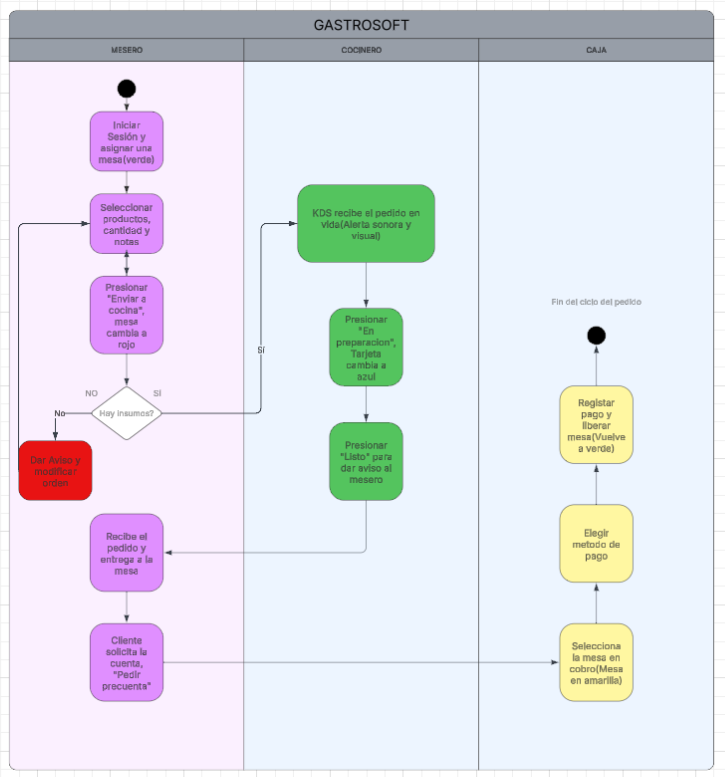 GASTROSOFT
MESERO
COCINERO
CAJA
Iniciar
Sesión y
asignar una
mesa(verde)
Seleccionar
productos,
cantidad y
notas
Presionar
"Enviar a
cocina",
mesa
cambia a
rojo
NO
SÍ
Hay insumos?
No
Sí
Dar Aviso y
modificar
orden
Recibe el
pedido y
entrega a la
mesa
Cliente
solicita la
cuenta,
"Pedir
precuenta"
KDS recibe el pedido en
vida(Alerta sonora y
visual)
Presionar
"En
preparacion",
Tarjeta
cambia a
azul
Presionar
"Listo" para
dar aviso al
mesero
Fin del ciclo del pedido
Registar
pago y
liberar
mesa(Vuelve
a verde)
Elegir
metodo de
pago
Selecciona
la mesa en
cobro(Mesa
en amarilla)